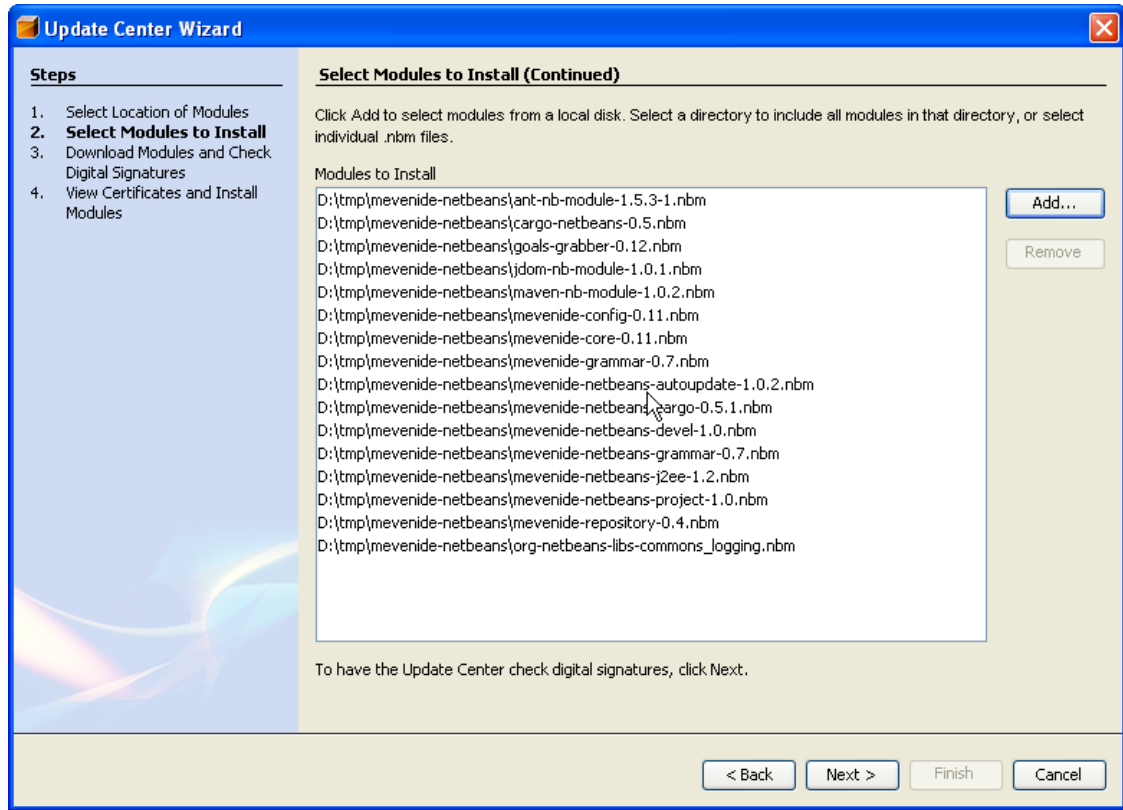 Update Center Wizard
Steps
1. Select Location of Modules
2. Select Modules to Install
3. Download Modules and Check
Digital Signatures
4. View Certificates and Install
Modules
Select Modules to Install (Continued)
Click Add to select modules from a local disk. Select a directory to include all modules in that directory, or select
individual .nbm files.
Modules to Install
D:\tmp\mevenide-netbeans\ant-nb-module-1.5.3-1.nbm
D:\tmp\mevenide-netbeans\cargo-netbeans-0.5.nbm
D:\tmp\mevenide-netbeans\goals-grabber-0.12.nbm
D:\tmp\mevenide-netbeans\jdom-nb-module-1.0.1.nbm
D:\tmp\mevenide-netbeans\maven-nb-module-1.0.2.nbm
D:\tmp\mevenide-netbeans\mevenide-config-0.11.nbm
D:\tmp\mevenide-netbeans\mevenide-core-0.11.nbm
D:\tmp\mevenide-netbeans\mevenide-grammar-0.7.nbm
D:\tmp\mevenide-netbeans\mevenide-netbeans-autoupdate-1.0.2.nbm
D:\tmp\mevenide-netbeans\mevenide-netbeans-cargo-0.5.1.nbm
D:\tmp\mevenide-netbeans\mevenide-netbeans-devel-1.0.nbm
D:\tmp\mevenide-netbeans\mevenide-netbeans-grammar-0.7.nbm
D:\tmp\mevenide-netbeans\mevenide-netbeans-j2ee-1.2.nbm
D:\tmp\mevenide-netbeans\mevenide-netbeans-project-1.0.nbm
D:\tmp\mevenide-netbeans\mevenide-repository-0.4.nbm
D:\tmp\mevenide-netbeans\org-netbeans-libs-commons_logging.nbm
Add...
Remove
To have the Update Center check digital signatures, click Next.
< Back
Next >
Finish
Cancel